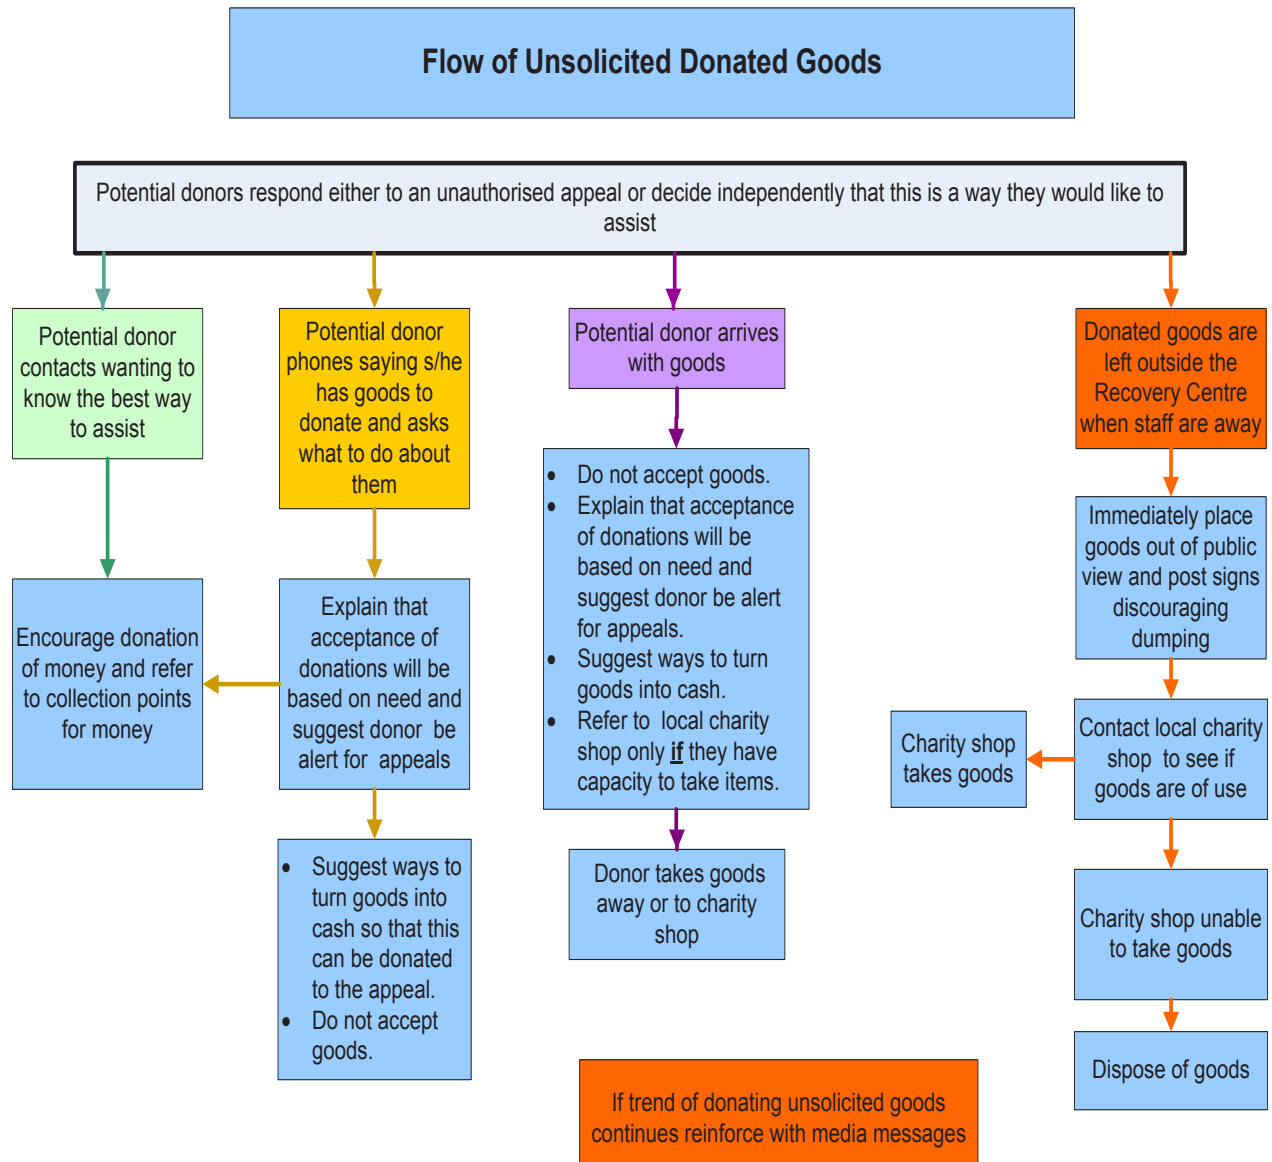 Flow of Unsolicited Donated Goods
Potential donors respond either to an unauthorised appeal or decide independently that this is a way they would like to
assist
Potential donor
contacts wanting to
know the best way
to assist
Encourage donation
of money and refer
to collection points
for money
Potential donor
phones saying s/he
has goods to
donate and asks
what to do about
them
Explain that
acceptance of
donations will be
based on need and
suggest donor be
alert for appeals
• Suggest ways to
turn goods into
cash so that this
can be donated
to the appeal.
• Do not accept
goods.
Potential donor arrives
with goods
• Do not accept goods.
• Explain that acceptance
of donations will be
based on need and
suggest donor be alert
for appeals.
• Suggest ways to turn
goods into cash.
• Refer to local charity
shop only if they have
capacity to take items.
Donor takes goods
away or to charity
shop
Donated goods are
left outside the
Recovery Centre
when staff are away
Immediately place
goods out of public
view and post signs
discouraging
dumping
Contact local charity
shop to see if
goods are of use
Charity shop
takes goods
Charity shop unable
to take goods
Dispose of goods
If trend of donating unsolicited goods
continues reinforce with media messages